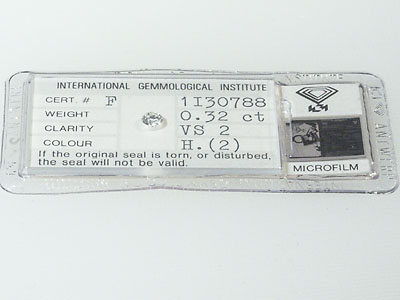 INTERNATIONAL GEMMOLOGICAL INSTITUTE
CERT. # F 1I30788
WEIGHT 0.32 ct
CLARITY VS 2
COLOUR H.(2)
If the original seal is torn, or disturbed,
the seal will not be valid.
MICROFILM